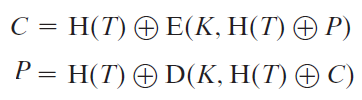 C = H(T) ⊕ E(K, H(T) ⊕ P)
P = H(T) ⊕ D(K, H(T) ⊕ C)